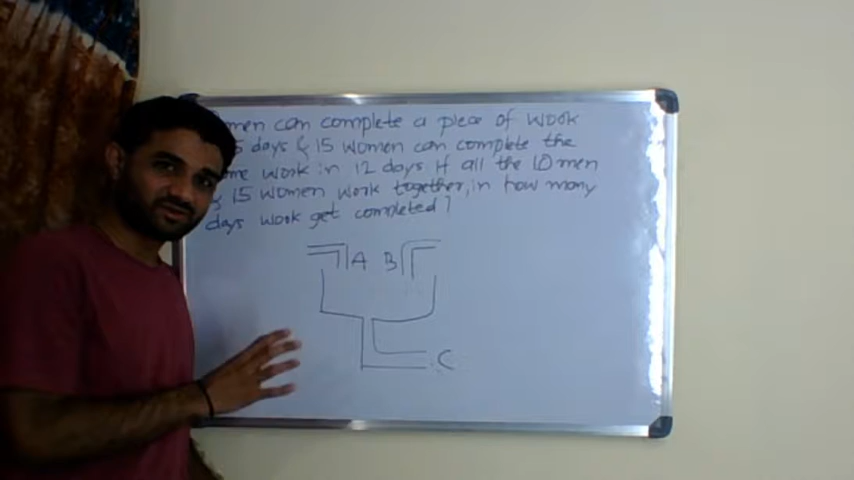 men can complete a piece of work
5 days & 15 women can complete the
me work in 12 days if all the 10 men
& 15 women work together, in how many
days work get completed?
A B
C